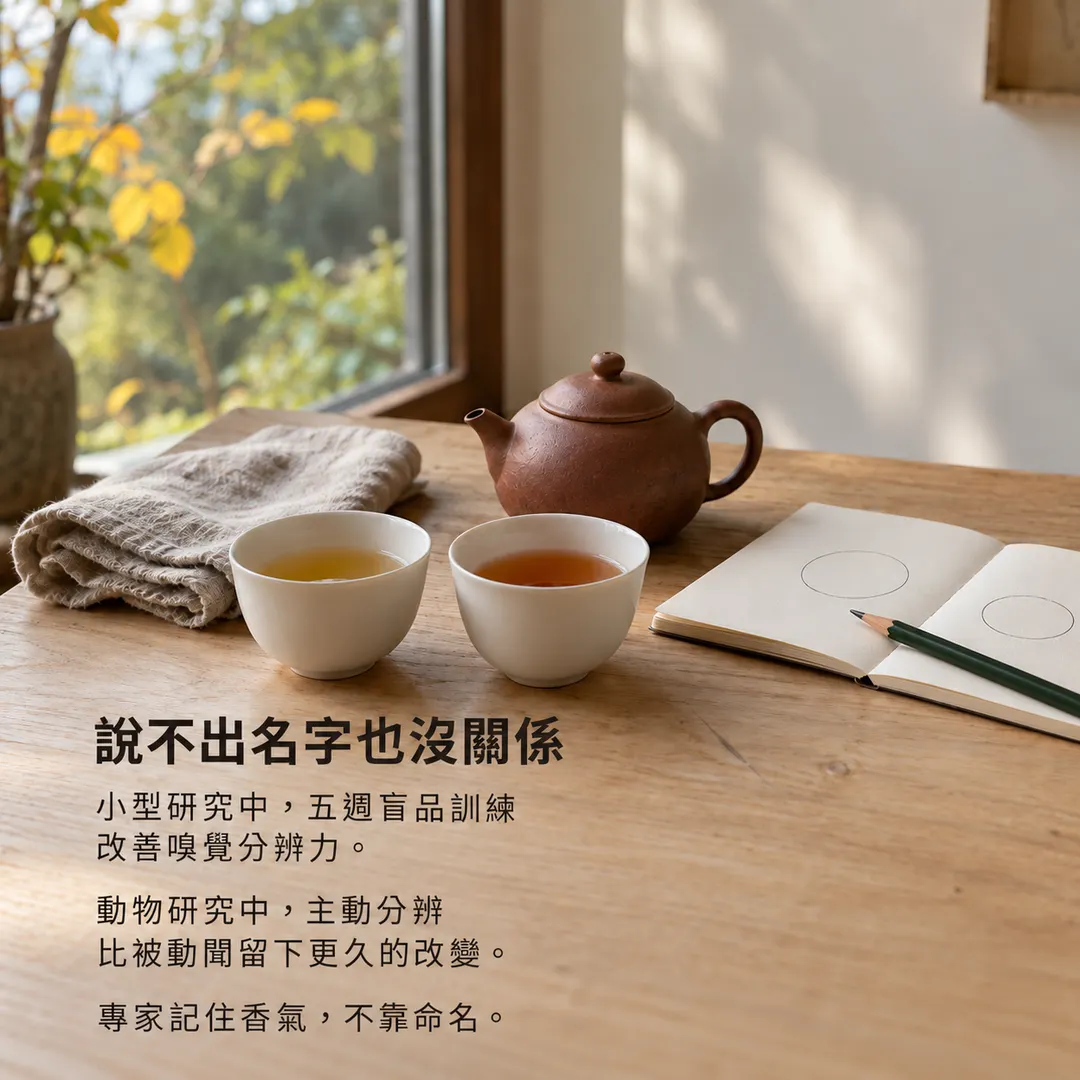 說不出名字也沒關係
小型研究中，五週盲品訓練
改善嗅覺分辨力。
動物研究中，主動分辨
比被動聞留下更久的改變。
專家記住香氣，不靠命名。